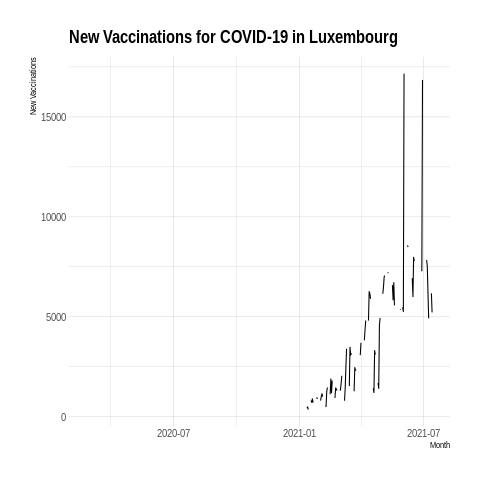 New Vaccinations for COVID-19 in Luxembourg
New Vaccinations
15000
10000
5000
0
2020-07
2021-01
2021-07
Month